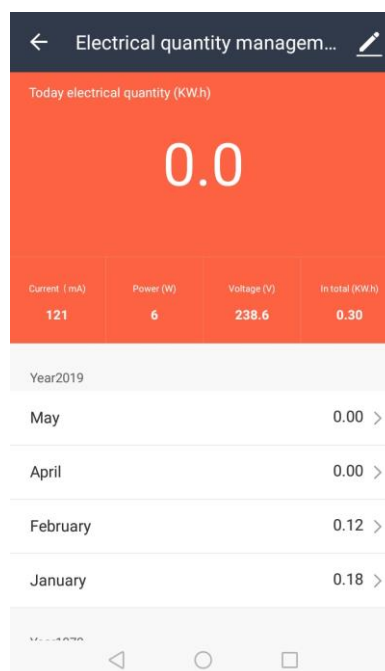 Electrical quantity managem...
Today electrical quantity (KW.h)
0.0
Current ( mA) Power (W) Voltage (V) In total (KW.h)
121 6 238.6 0.30
Year2019
May 0.00
April 0.00
February 0.12
January 0.18